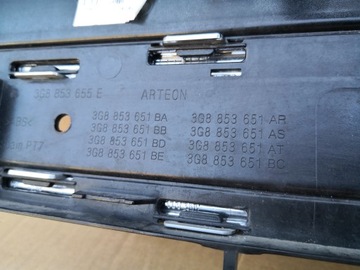 3G8 853 655 E ARTEON
3G8 853 651 BA 3G8 853 651 AR
3G8 853 651 BB 3G8 853 651 AS
3G8 853 651 BD 3G8 853 651 AT
3G8 853 651 BE 3G8 853 651 BC